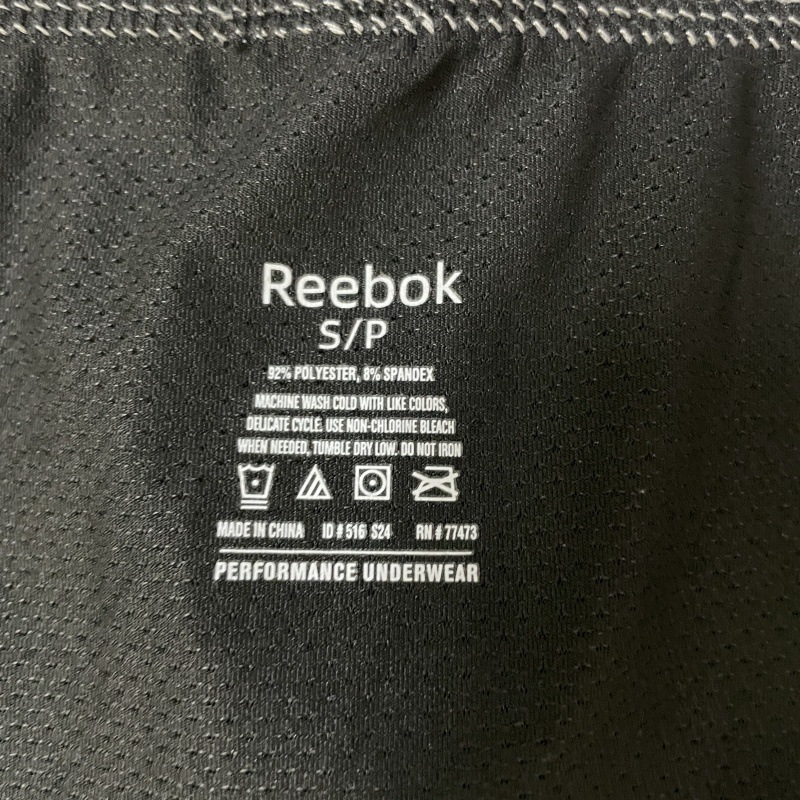 Reebok
S/P
92% POLYESTER, 8% SPANDEX
MACHINE WASH COLD WITH LIKE COLORS,
DELICATE CYCLE. USE NON-CHLORINE BLEACH
WHEN NEEDED, TUMBLE DRY LOW. DO NOT IRON
MADE IN CHINA ID # 516 S24 RN # 77473
PERFORMANCE UNDERWEAR